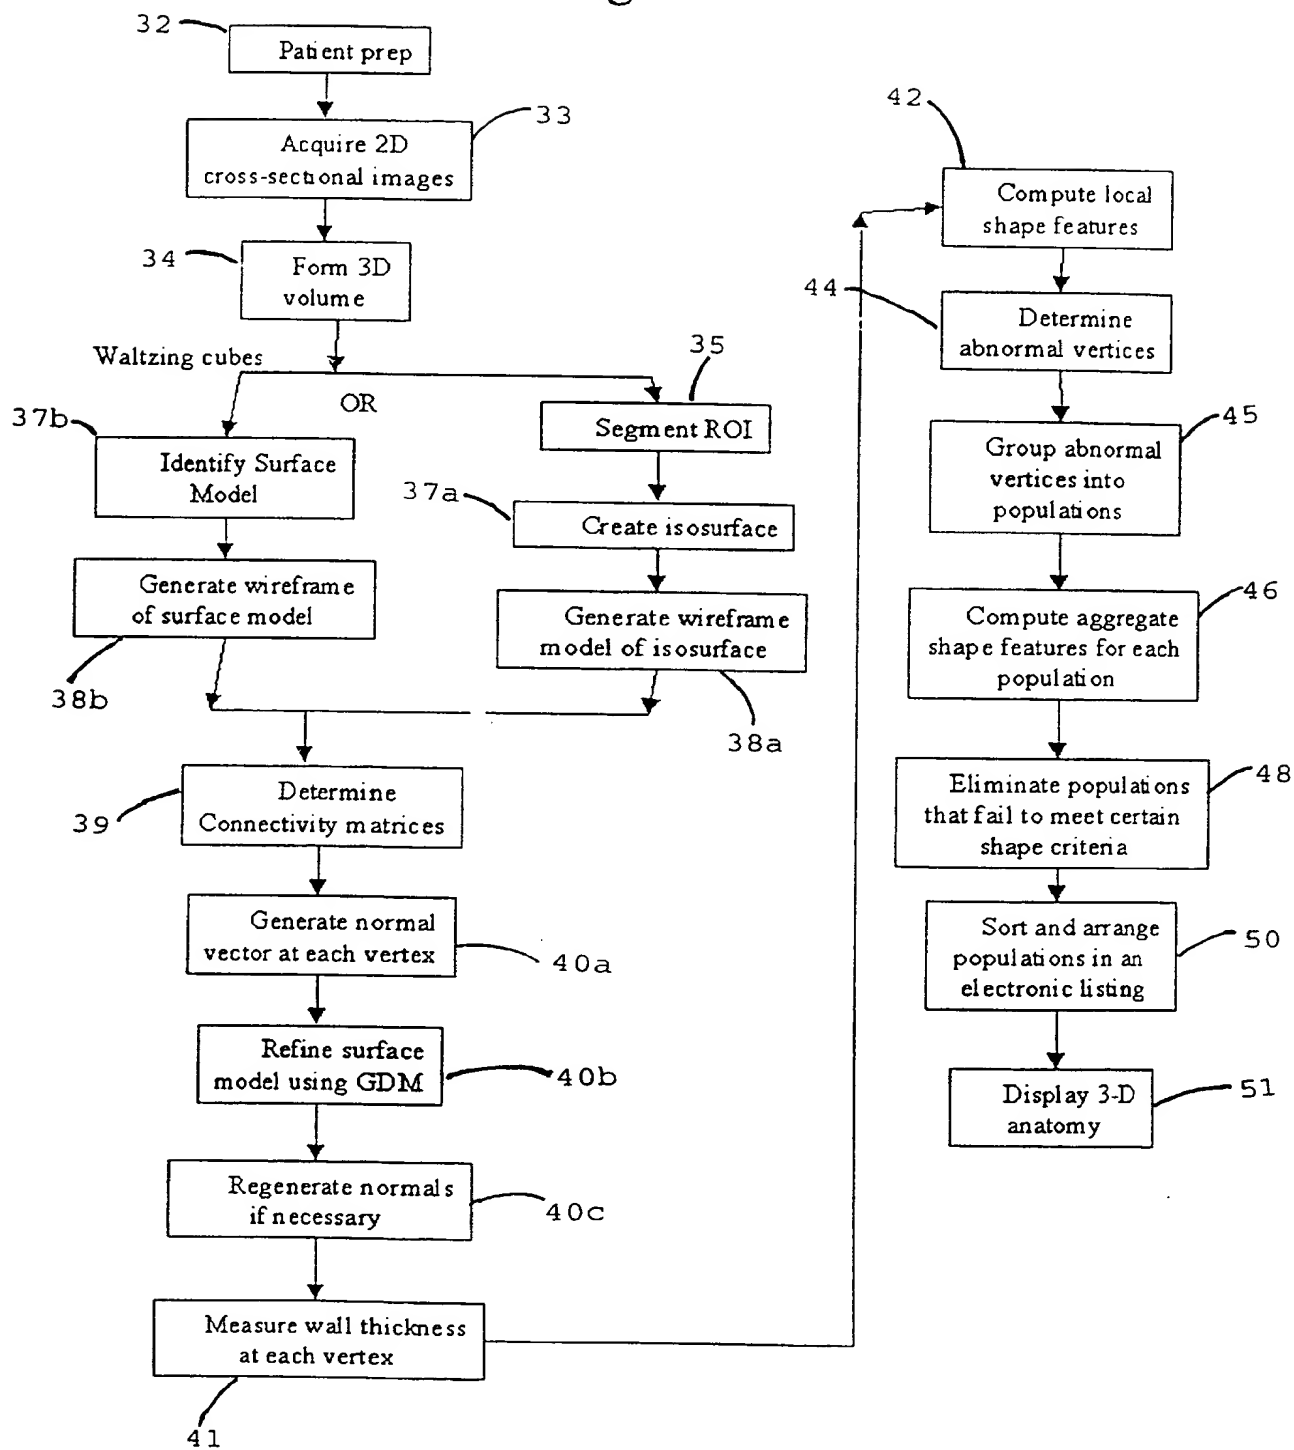 32
Patient prep
33
Acquire 2D
cross-sectional images
34
Form 3D
volume
Waltzing cubes
OR
35
Segment ROI
37b
Identify Surface
Model
37a
Create isosurface
Generate wireframe
of surface model
38b
Generate wireframe
model of isosurface
38a
39
Determine
Connectivity matrices
Generate normal
vector at each vertex
40a
Refine surface
model using GDM
40b
Regenerate normals
if necessary
40c
Measure wall thickness
at each vertex
41
42
Compute local
shape features
44
Determine
abnormal vertices
45
Group abnormal
vertices into
populations
46
Compute aggregate
shape features for each
population
48
Eliminate populations
that fail to meet certain
shape criteria
Sort and arrange
populations in an
electronic listing
50
Display 3-D
anatomy
51